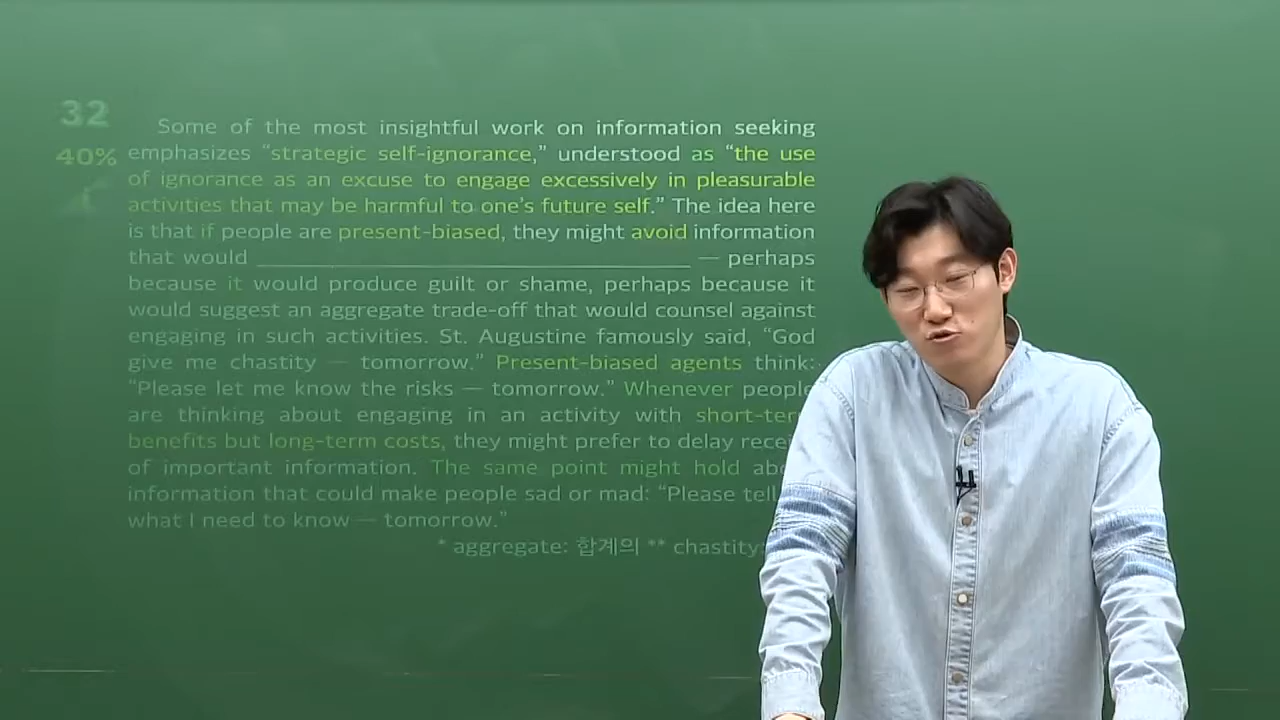 32
40%
Some of the most insightful work on information seeking
emphasizes “strategic self-ignorance,” understood as “the use
of ignorance as an excuse to engage excessively in pleasurable
activities that may be harmful to one’s future self.” The idea here
is that if people are present-biased, they might avoid information
that would ______ — perhaps
because it would produce guilt or shame, perhaps because it
would suggest an aggregate trade-off that would counsel against
engaging in such activities. St. Augustine famously said, “God
give me chastity — tomorrow.” Present-biased agents think:
“Please let me know the risks — tomorrow.” Whenever people
are thinking about engaging in an activity with short-ter
benefits but long-term costs, they might prefer to delay recei
of important information. The same point might hold abo
information that could make people sad or mad: “Please tell
what I need to know — tomorrow.”
* aggregate: 합계의 ** chastity: